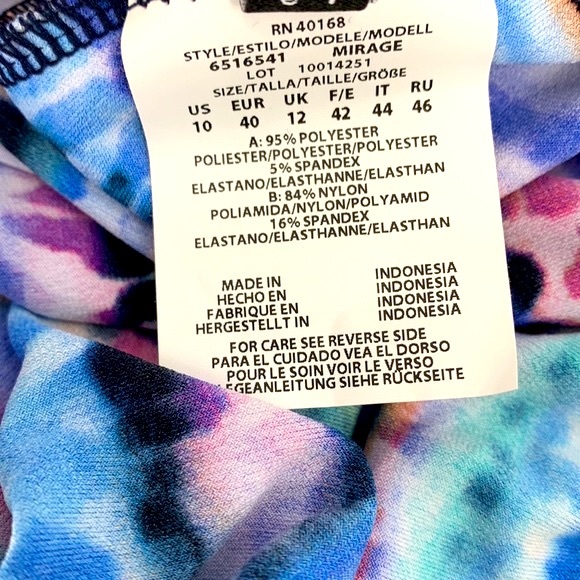 RN 40168
STYLE/ESTILO/MODELE/MODELL
6516541 MIRAGE
LOT 10014251
SIZE/TALLA/TAILLE/GRÖßE
US EUR UK F/E IT RU
10 40 12 42 44 46
A: 95% POLYESTER
POLIESTER/POLYESTER/POLYESTER
5% SPANDEX
ELASTANO/ELASTHANNE/ELASTHAN
B: 84% NYLON
POLIAMIDA/NYLON/POLYAMID
16% SPANDEX
ELASTANO/ELASTHANNE/ELASTHAN
MADE IN INDONESIA
HECHO EN INDONESIA
FABRIQUE EN INDONESIA
HERGESTELLT IN INDONESIA
FOR CARE SEE REVERSE SIDE
PARA EL CUIDADO VEA EL DORSO
POUR LE SOIN VOIR LE VERSO
LEGEANLEITUNG SIEHE RÜCKSEITE